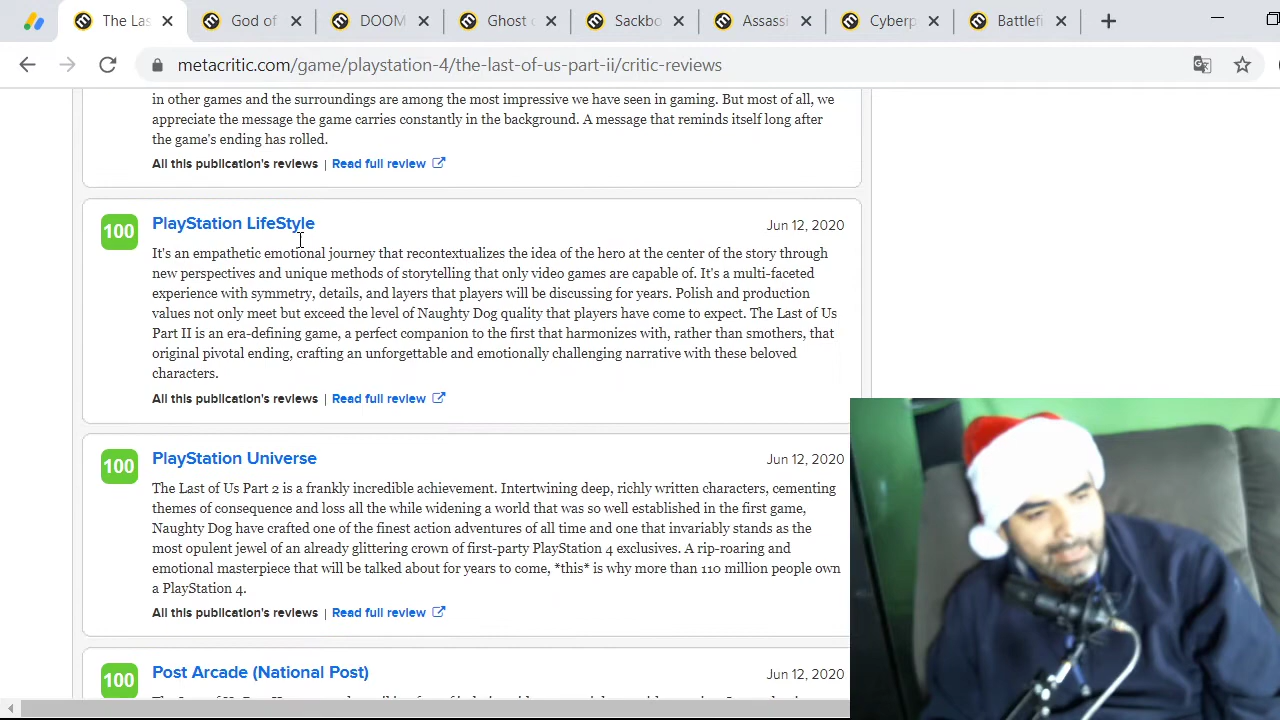 The Las
God of
DOOM
Ghost o
Sackbo
Assassi
Cyberp
Battlefi
metacritic.com/game/playstation-4/the-last-of-us-part-ii/critic-reviews
in other games and the surroundings are among the most impressive we have seen in gaming. But most of all, we
appreciate the message the game carries constantly in the background. A message that reminds itself long after
the game's ending has rolled.
All this publication's reviews | Read full review
100
PlayStation LifeStyle
Jun 12, 2020
It's an empathetic emotional journey that recontextualizes the idea of the hero at the center of the story through
new perspectives and unique methods of storytelling that only video games are capable of. It's a multi-faceted
experience with symmetry, details, and layers that players will be discussing for years. Polish and production
values not only meet but exceed the level of Naughty Dog quality that players have come to expect. The Last of Us
Part II is an era-defining game, a perfect companion to the first that harmonizes with, rather than smothers, that
original pivotal ending, crafting an unforgettable and emotionally challenging narrative with these beloved
characters.
All this publication's reviews | Read full review
100
PlayStation Universe
Jun 12, 2020
The Last of Us Part 2 is a frankly incredible achievement. Intertwining deep, richly written characters, cementing
themes of consequence and loss all the while widening a world that was so well established in the first game,
Naughty Dog have crafted one of the finest action adventures of all time and one that invariably stands as the
most opulent jewel of an already glittering crown of first-party PlayStation 4 exclusives. A rip-roaring and
emotional masterpiece that will be talked about for years to come, *this* is why more than 110 million people own
a PlayStation 4.
All this publication's reviews | Read full review
100
Post Arcade (National Post)
Jun 12, 2020